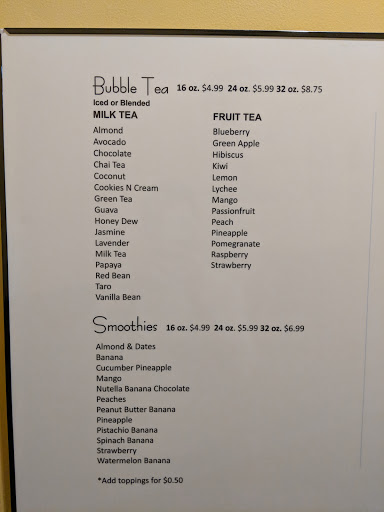 Bubble Tea 16 oz. $4.99 24 oz. $5.99 32 oz. $8.75
Iced or Blended
MILK TEA
Almond
Avocado
Chocolate
Chai Tea
Coconut
Cookies N Cream
Green Tea
Guava
Honey Dew
Jasmine
Lavender
Milk Tea
Papaya
Red Bean
Taro
Vanilla Bean
FRUIT TEA
Blueberry
Green Apple
Hibiscus
Kiwi
Lemon
Lychee
Mango
Passionfruit
Peach
Pineapple
Pomegranate
Raspberry
Strawberry
Smoothies 16 oz. $4.99 24 oz. $5.99 32 oz. $6.99
Almond & Dates
Banana
Cucumber Pineapple
Mango
Nutella Banana Chocolate
Peaches
Peanut Butter Banana
Pineapple
Pistachio Banana
Spinach Banana
Strawberry
Watermelon Banana
*Add toppings for $0.50